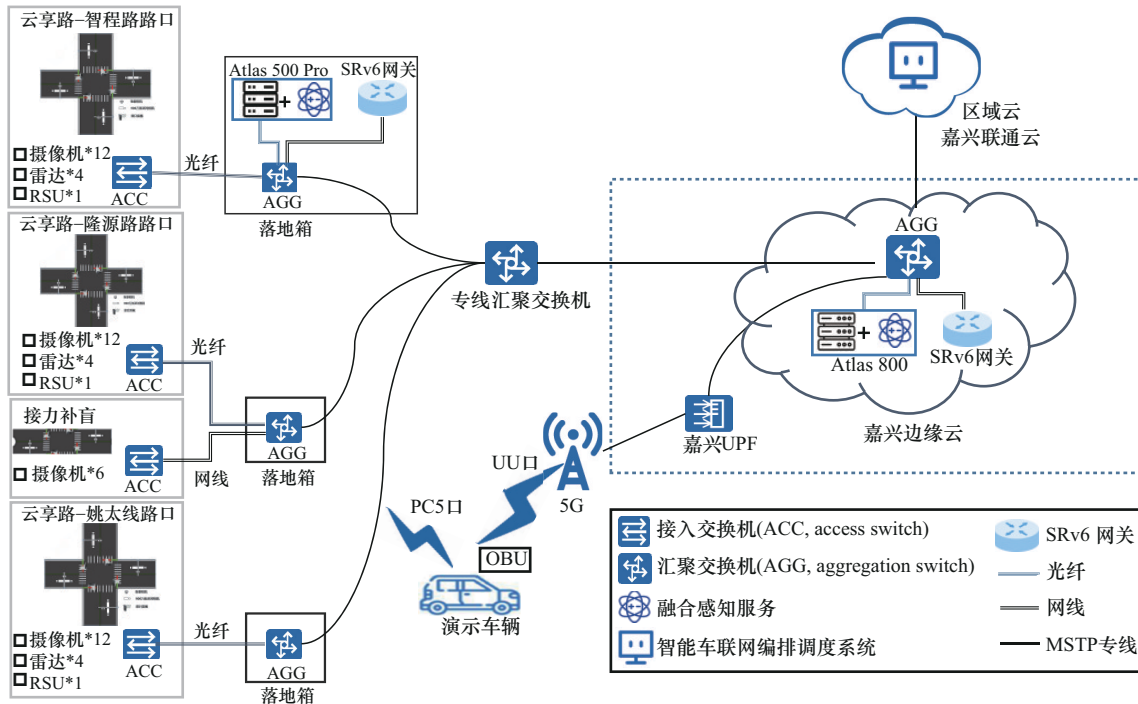 云享路–智程路路口
摄像机*12
雷达*4
RSU*1
ACC
光纤
Atlas 500 Pro
SRv6网关
+
AGG
落地箱
云享路–隆源路路口
摄像机*12
雷达*4
RSU*1
ACC
光纤
接力补盲
摄像机*6
ACC
网线
AGG
落地箱
云享路–姚太线路口
摄像机*12
雷达*4
RSU*1
ACC
光纤
AGG
落地箱
专线汇聚交换机
区域云
嘉兴联通云
AGG
+
Atlas 800
SRv6网关
嘉兴边缘云
嘉兴UPF
5G
UU口
PC5口
OBU
演示车辆
接入交换机(ACC, access switch)
汇聚交换机(AGG, aggregation switch)
融合感知服务
智能车联网编排调度系统
SRv6 网关
光纤
网线
MSTP专线